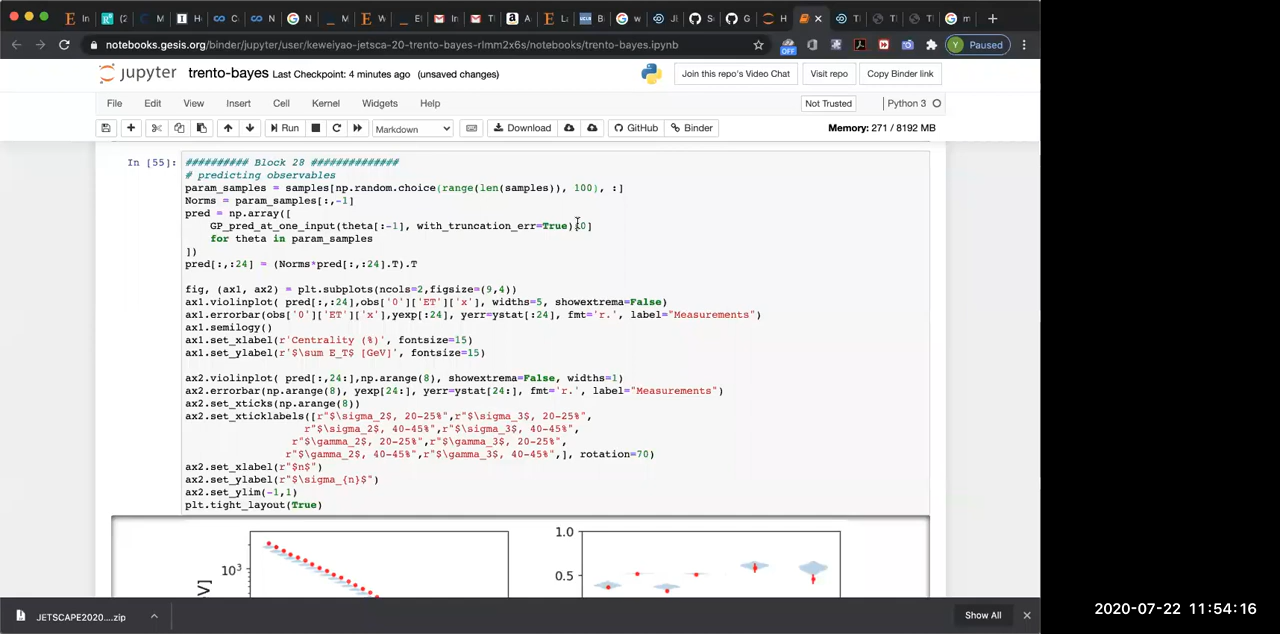 notebooks.gesis.org/binder/jupyter/user/keweiyao-jetsca-20-trento-bayes-rlmm2x6s/notebooks/trento-bayes.ipynb
OFF
Y Paused
jupyter trento-bayes Last Checkpoint: 4 minutes ago (unsaved changes)
Join this repo's Video Chat
Visit repo
Copy Binder link
File Edit View Insert Cell Kernel Widgets Help
Not Trusted
Python 3
Run
Markdown
Download
GitHub
Binder
Memory: 271 / 8192 MB
In [55]:
########## Block 28 ##############
# predicting observables
param_samples = samples[np.random.choice(range(len(samples)), 100), :]
Norms = param_samples[:,-1]
pred = np.array([
GP_pred_at_one_input(theta[:-1], with_truncation_err=True)[0]
for theta in param_samples
])
pred[:,:24] = (Norms*pred[:,:24].T).T
fig, (ax1, ax2) = plt.subplots(ncols=2,figsize=(9,4))
ax1.violinplot( pred[:,:24],obs['0']['ET']['x'], widths=5, showextrema=False)
ax1.errorbar(obs['0']['ET']['x'],yexp[:24], yerr=ystat[:24], fmt='r.', label="Measurements")
ax1.semilogy()
ax1.set_xlabel(r'Centrality (%)', fontsize=15)
ax1.set_ylabel(r'$\sum E_T$ [GeV]', fontsize=15)
ax2.violinplot( pred[:,24:],np.arange(8), showextrema=False, widths=1)
ax2.errorbar(np.arange(8), yexp[24:], yerr=ystat[24:], fmt='r.', label="Measurements")
ax2.set_xticks(np.arange(8))
ax2.set_xticklabels([r"$\sigma_2$, 20-25%",r"$\sigma_3$, 20-25%",
r"$\sigma_2$, 40-45%",r"$\sigma_3$, 40-45%",
r"$\gamma_2$, 20-25%",r"$\gamma_3$, 20-25%",
r"$\gamma_2$, 40-45%",r"$\gamma_3$, 40-45%",], rotation=70)
ax2.set_xlabel(r"$n$")
ax2.set_ylabel(r"$\sigma_{n}$")
ax2.set_ylim(-1,1)
plt.tight_layout(True)
10³
V]
1.0
0.5
JETSCAPE2020....zip
Show All
2020-07-22 11:54:16